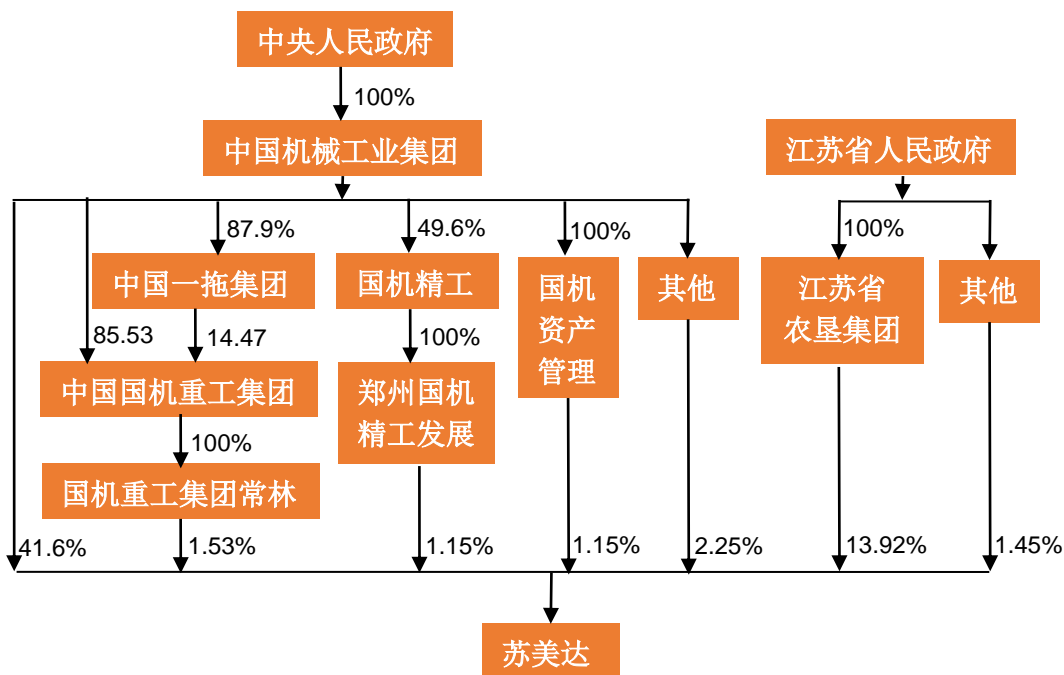 中央人民政府
100%
中国机械工业集团
江苏省人民政府
87.9%
49.6%
100%
100%
中国一拖集团
国机精工
国机
资产
管理
其他
江苏省
农垦集团
其他
85.53
14.47
100%
中国国机重工集团
郑州国机
精工发展
100%
国机重工集团常林
41.6%
1.53%
1.15%
1.15%
2.25%
13.92%
1.45%
苏美达